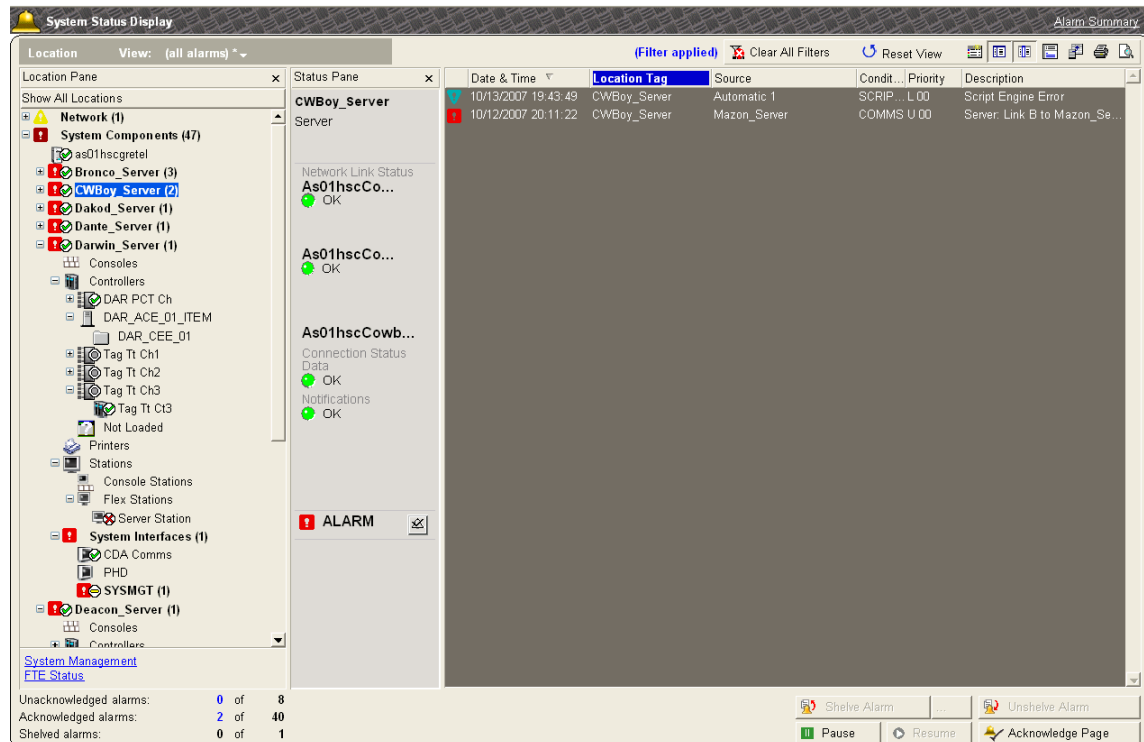 System Status Display
Alarm Summary
Location View: (all alarms) *
(Filter applied) Clear All Filters Reset View
Location Pane x
Show All Locations
Network (1)
System Components (47)
as01hscgretel
Bronco_Server (3)
CWBoy_Server (2)
Dakod_Server (1)
Dante_Server (1)
Darwin_Server (1)
Consoles
Controllers
DAR PCT Ch
DAR_ACE_01_ITEM
DAR_CEE_01
Tag Tt Ch1
Tag Tt Ch2
Tag Tt Ch3
Tag Tt Ct3
Not Loaded
Printers
Stations
Console Stations
Flex Stations
Server Station
System Interfaces (1)
CDA Comms
PHD
SYSMGT (1)
Deacon_Server (1)
Consoles
Controllers
System Management
FTE Status
Status Pane x
CWBoy_Server
Server
Network Link Status
As01hscCo...
OK
As01hscCo...
OK
As01hscCowb...
Connection Status
Data
OK
Notifications
OK
ALARM
Date & Time Location Tag Source Condit... Priority Description
10/13/2007 19:43:49 CWBoy_Server Automatic 1 SCRIP... L 00 Script Engine Error
10/12/2007 20:11:22 CWBoy_Server Mazon_Server COMMS U 00 Server: Link B to Mazon_Se...
Unacknowledged alarms: 0 of 8
Acknowledged alarms: 2 of 40
Shelved alarms: 0 of 1
Shelve Alarm ... Unshelve Alarm
Pause Resume Acknowledge Page